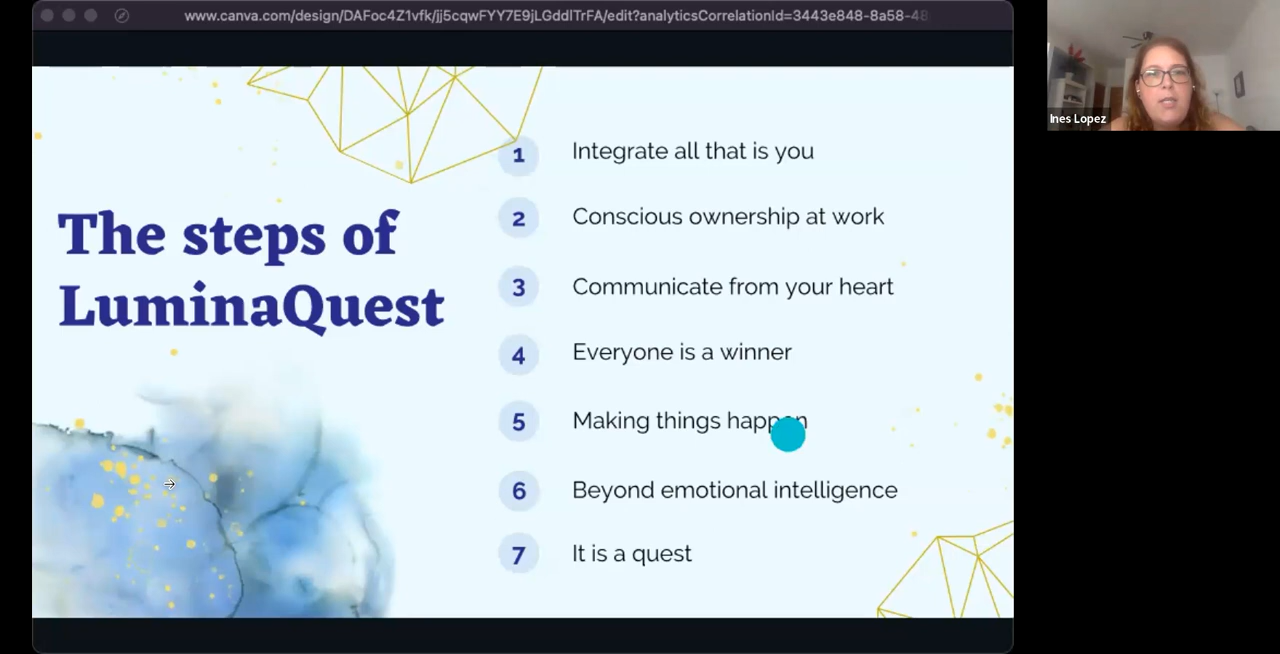 www.canva.com/design/DAFoc4Z1vfk/jj5cqwFYY7E9jLGddlTrFA/edit?analyticsCorrelationId=3443e848-8a58-48
Ines Lopez
The steps of
LuminaQuest
1 Integrate all that is you
2 Conscious ownership at work
3 Communicate from your heart
4 Everyone is a winner
5 Making things happen
6 Beyond emotional intelligence
7 It is a quest